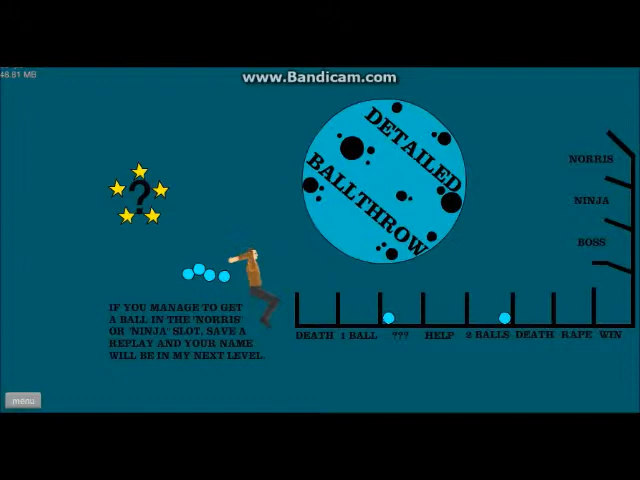 46.81 MB
www.Bandicam.com
DETAILED
BALLTHROW
?
NORRIS
NINJA
BOSS
IF YOU MANAGE TO GET
A BALL IN THE 'NORRIS'
OR 'NINJA' SLOT, SAVE A
REPLAY AND YOUR NAME
WILL BE IN MY NEXT LEVEL.
DEATH 1 BALL ??? HELP 2 BALLS DEATH RAPE WIN
menu